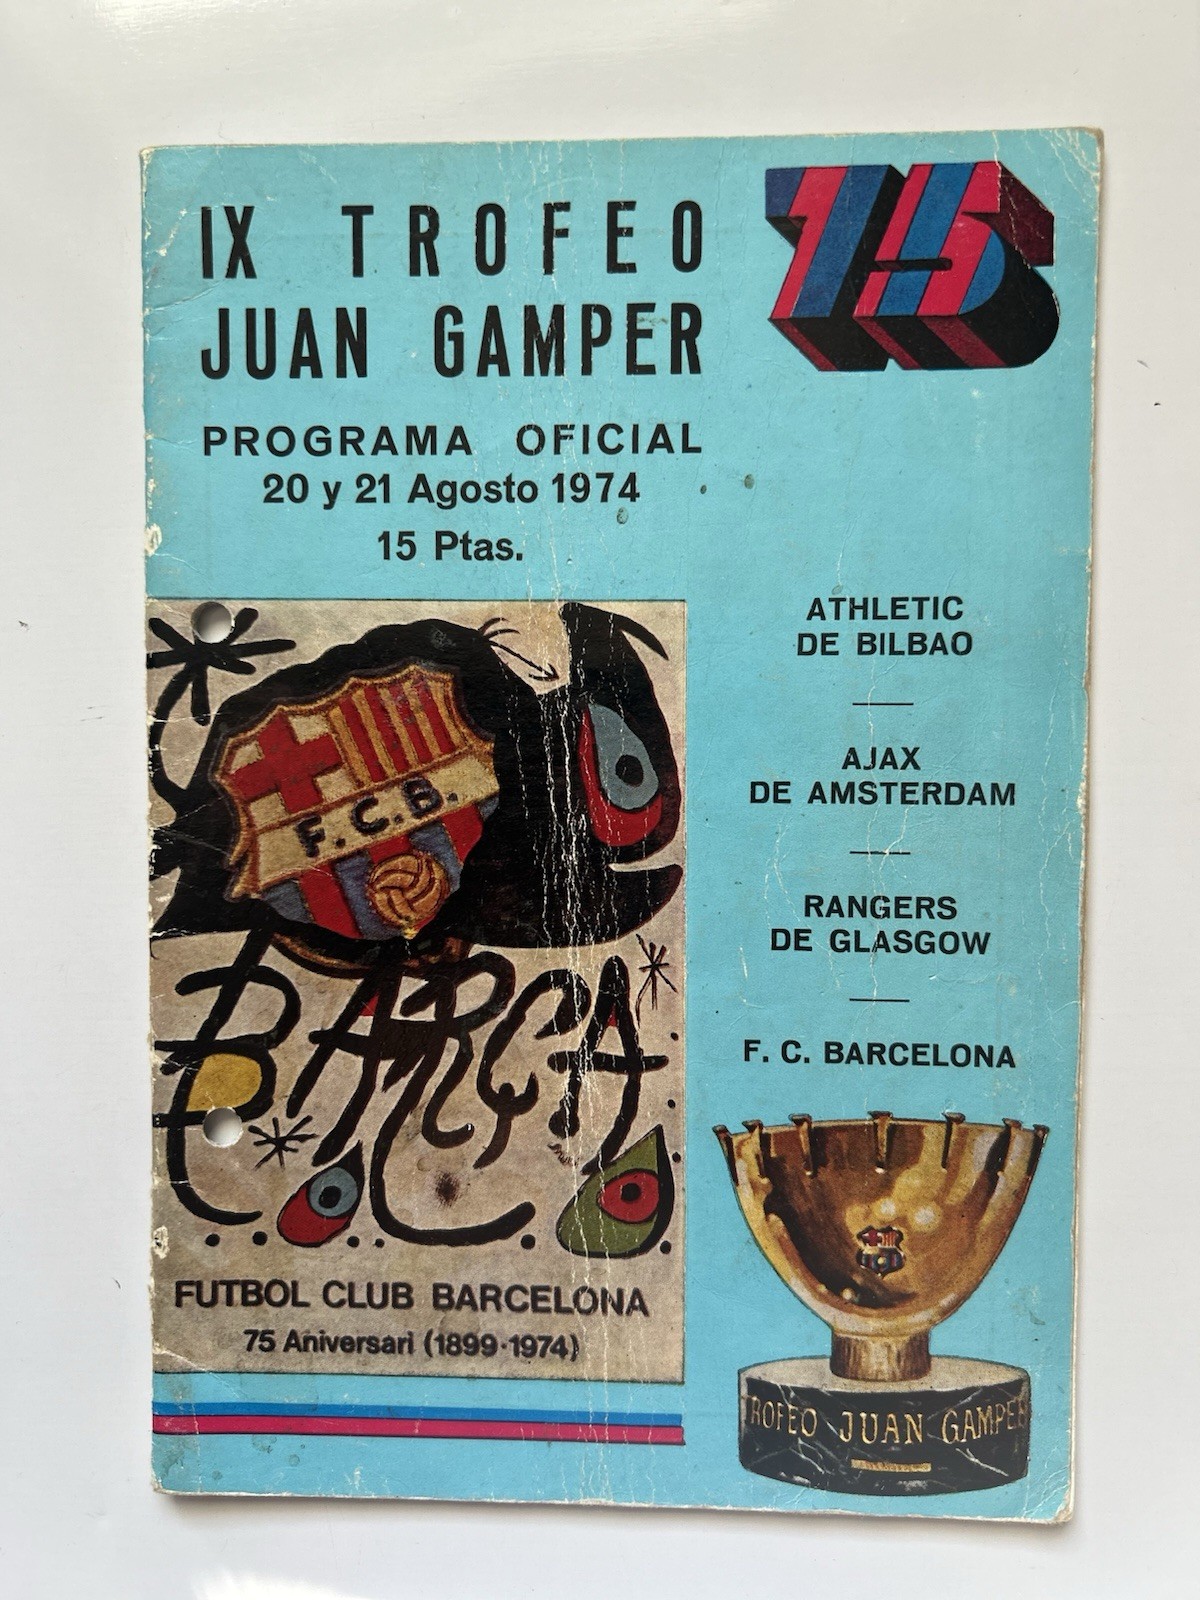 IX TROFEO
JUAN GAMPER
PROGRAMA OFICIAL
20 y 21 Agosto 1974
15 Ptas.
75
ATHLETIC
DE BILBAO
AJAX
DE AMSTERDAM
RANGERS
DE GLASGOW
F. C. BARCELONA
F. C. B.
BARÇA
FUTBOL CLUB BARCELONA
75 Aniversari (1899-1974)
TROFEO JUAN GAMPER